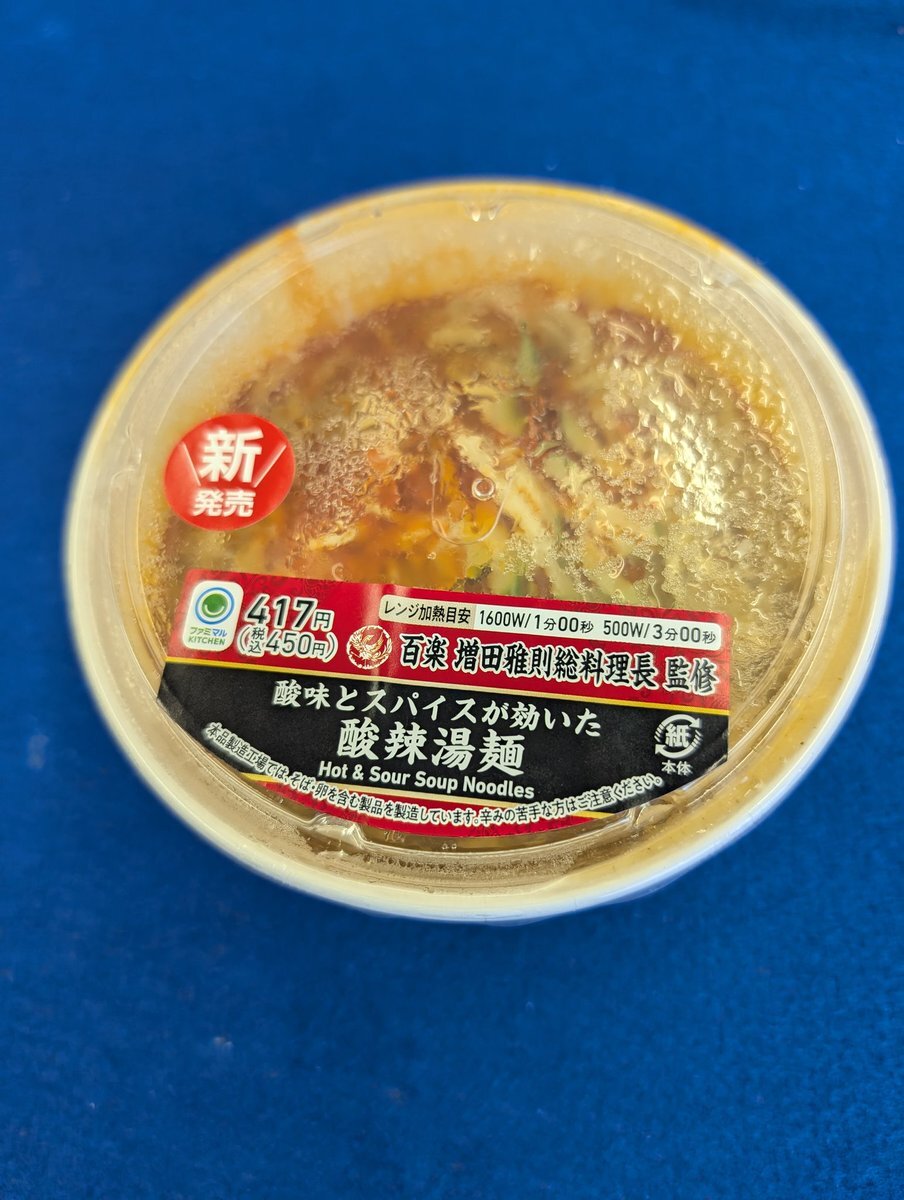 新
発売
ファミマル
KITCHEN
417円
(税込450円)
レンジ加熱目安 1600W/1分00秒 500W/3分00秒
百楽 増田雅則総料理長 監修
酸味とスパイスが効いた
酸辣湯麺
Hot & Sour Soup Noodles
紙
本体
本品製造工場では、そば・卵を含む製品を製造しています。辛みの苦手な方はご注意ください。